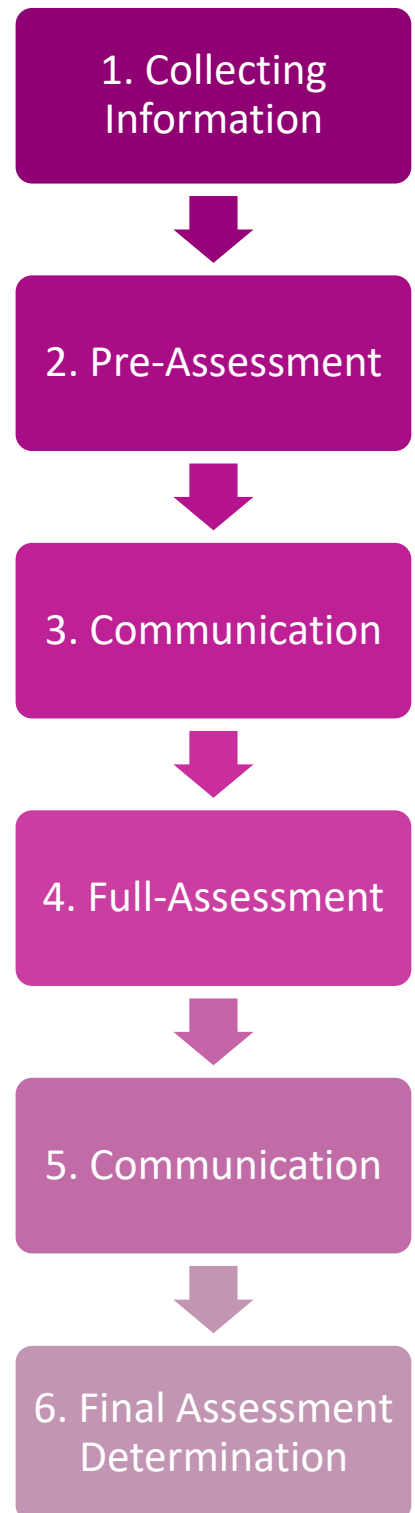 1. Collecting
Information
2. Pre-Assessment
3. Communication
4. Full-Assessment
5. Communication
6. Final Assessment
Determination